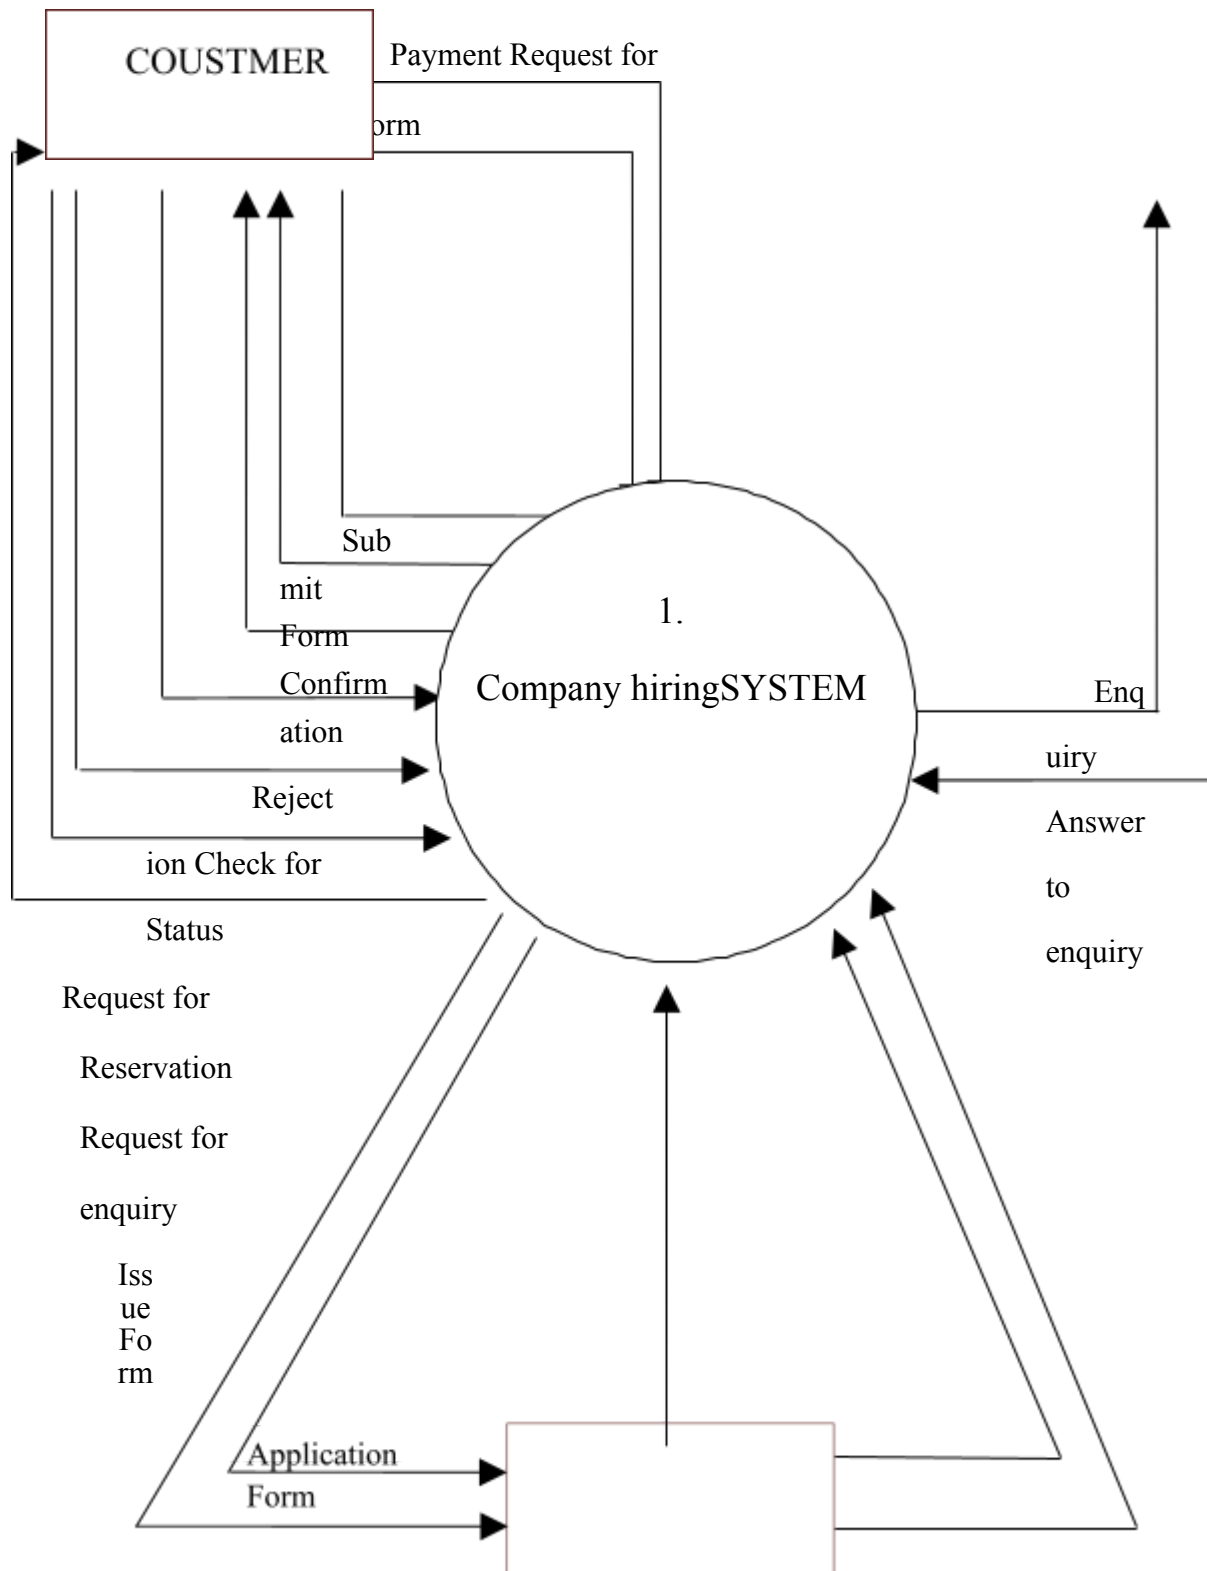 COUSTMER
Payment Request for
orm
Sub
mit
Form
Confirm
ation
Reject
ion Check for
Status
Request for
Reservation
Request for
enquiry
Iss
ue
Fo
rm
1.
Company hiringSYSTEM
Enq
uiry
Answer
to
enquiry
Application
Form